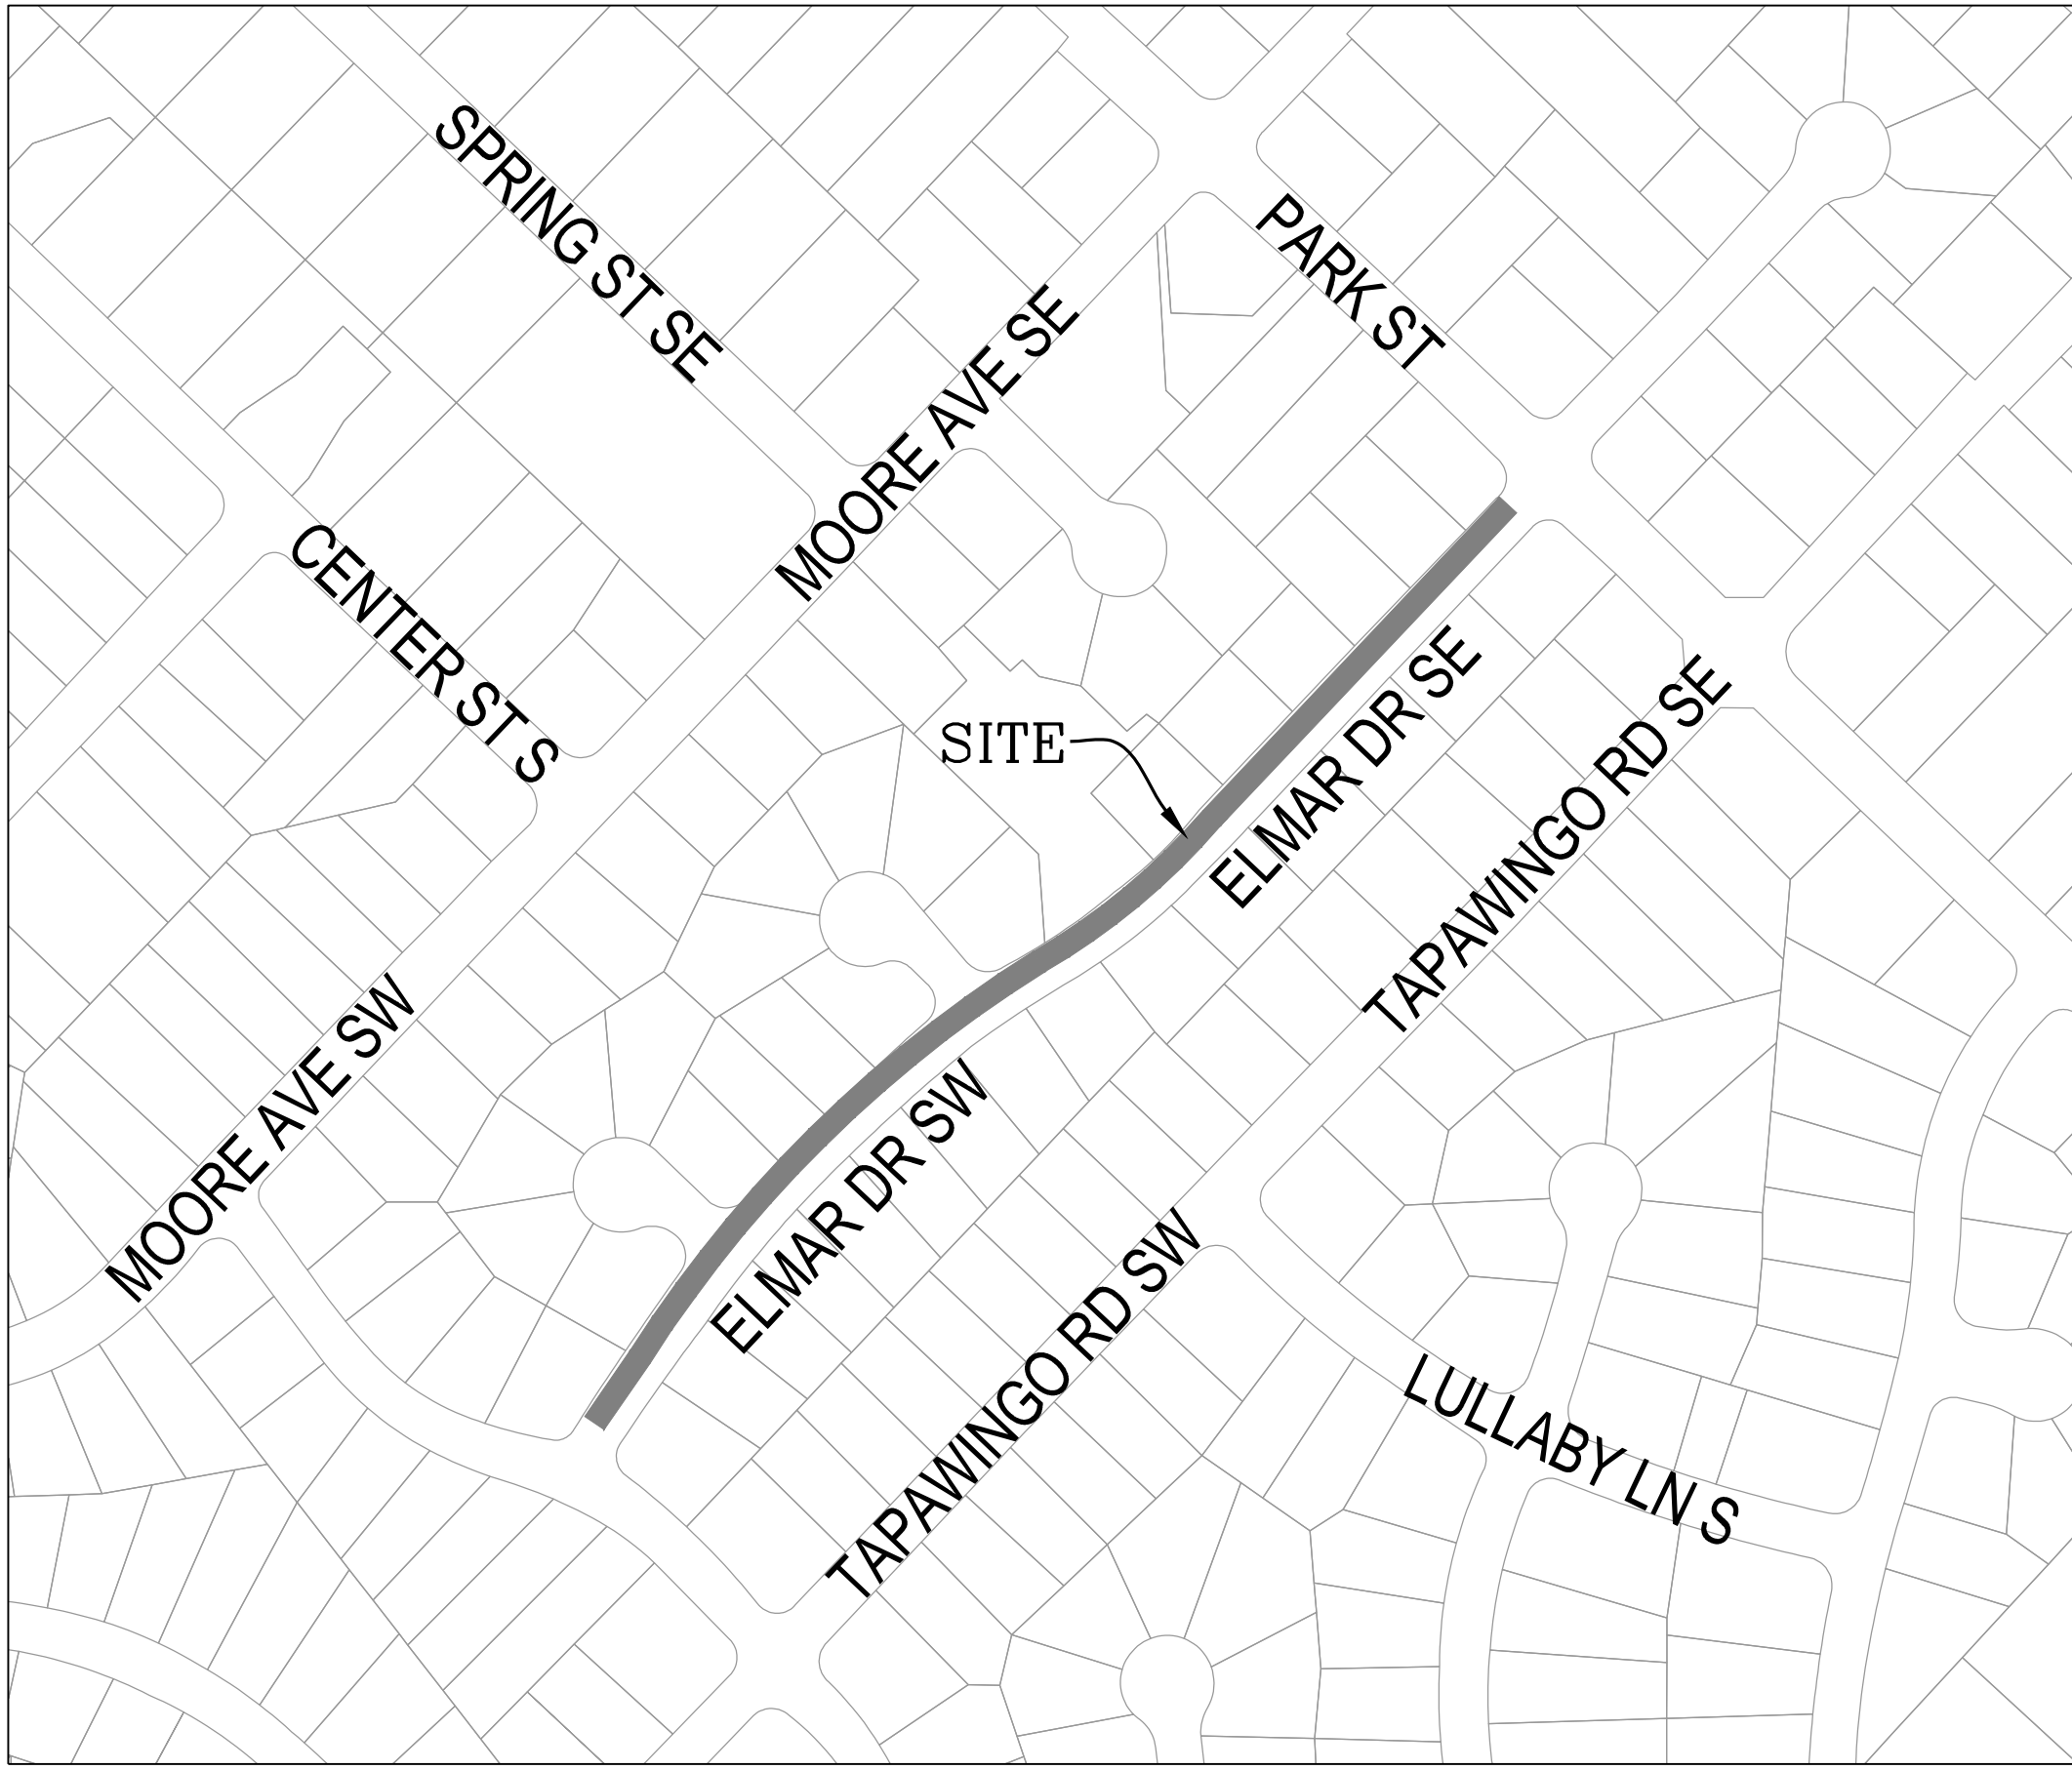 SPRING ST SE
PARK ST
MOORE AVE SE
CENTER ST S
SITE
ELMAR DR SE
TAPAWINGO RD SE
MOORE AVE SW
ELMAR DR SW
TAPAWINGO RD SW
LULLABY LN S